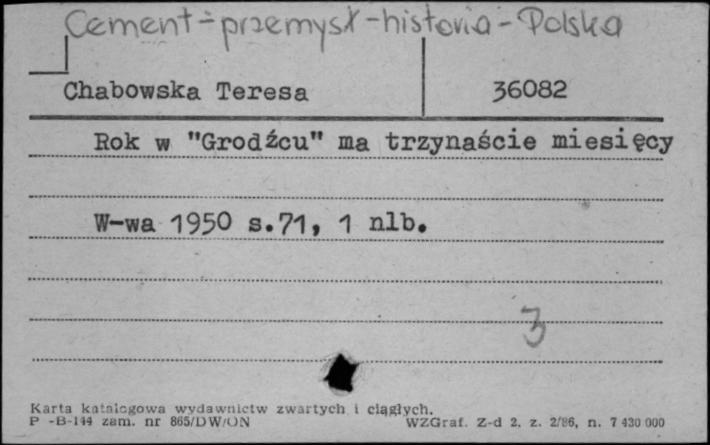 Cement - przemysł - historia - Polska
Chabowska Teresa 36082
Rok w "Grodźcu" ma trzynaście miesięcy
W-wa 1950 s.71, 1 nlb.
3
Karta katalogowa wydawnictw zwartych i ciągłych.
P -B-144 zam. nr 865/DW/ON WZGraf. Z-d 2, z. 2/86, n. 7 430 000